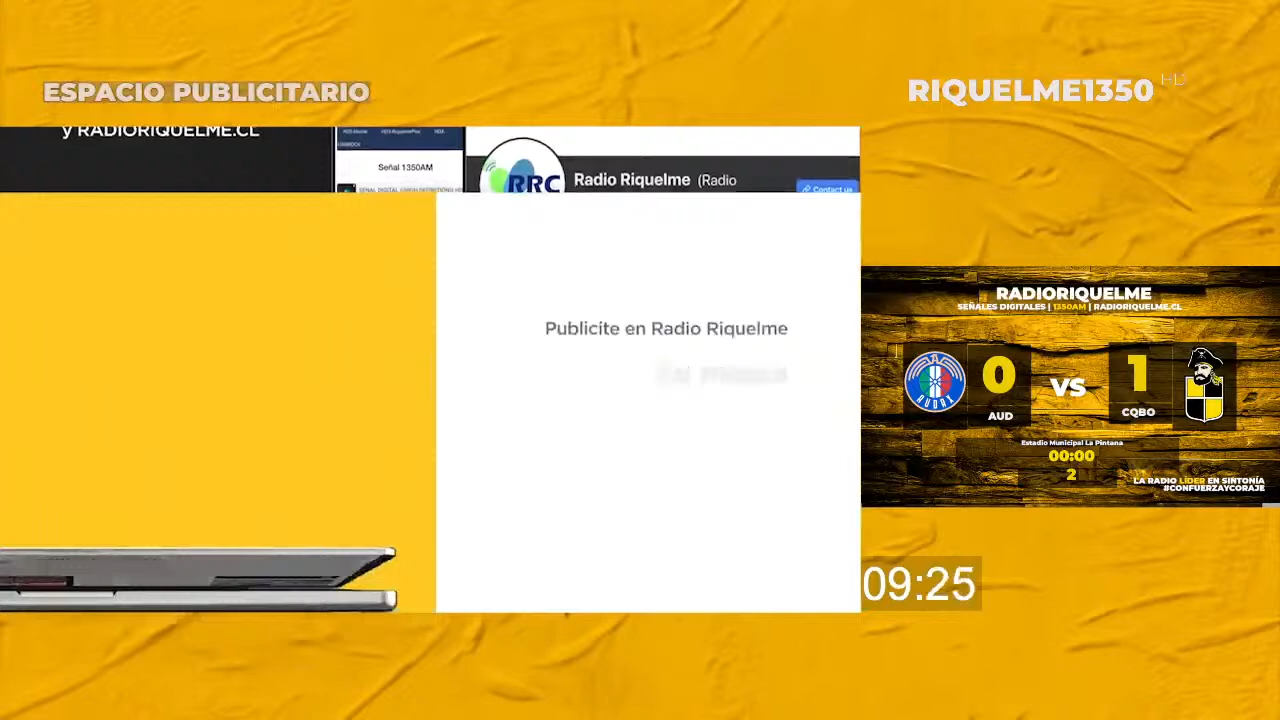 ESPACIO PUBLICITARIO
RIQUELME1350 HD
y RADIORIQUELME.CL
Señal 1350AM
RRC
Radio Riquelme (Radio
Contact us
Publicite en Radio Riquelme
RADIORIQUELME
SEÑALES DIGITALES | 1350AM | RADIORIQUELME.CL
AUDAX
0
AUD
VS
1
CQBO
Estadio Municipal La Pintana
00:00
2
LA RADIO LÍDER EN SINTONÍA
#CONFUERZAYCORAJE
09:25